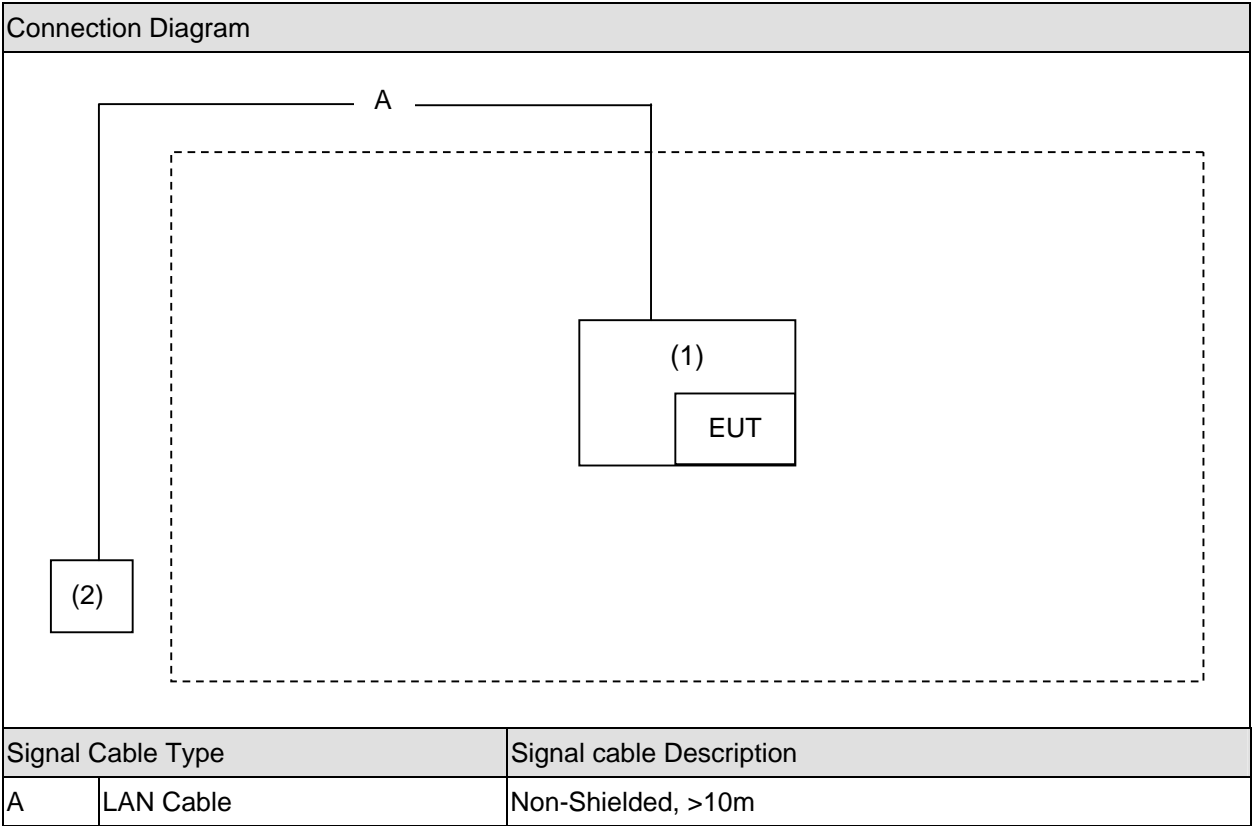 Connection Diagram
A
(1)
EUT
(2)
Signal Cable Type Signal cable Description
A LAN Cable Non-Shielded, >10m